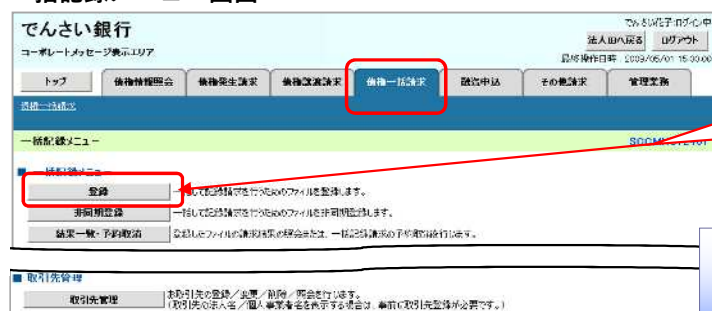 でんさい銀行
コーポレートメッセージ表示エリア
でんさい花子:ログイン中
法人IBへ戻る ログアウト
最終操作日時 2009/05/01 15:00:00
トップ 債権情報照会 債権発生請求 債権譲渡請求 債権一括請求 融資申込 その他請求 管理業務
債権一括請求
一括記録メニュー
一括記録メニュー
登録 一括して記録請求を行うためのファイルを登録します。
非同期登録 一括して記録請求を行うためのファイルを非同期登録します。
結果一覧・予約取消 登録したファイルの請求結果の照会または、一括記録請求の予約取消を行います。
■ 取引先管理
取引先管理 お取引先の登録/変更/削除/照会を行います。
(取引先の法人名/個人事業者名を表示する場合は、事前に取引先登録が必要です。)